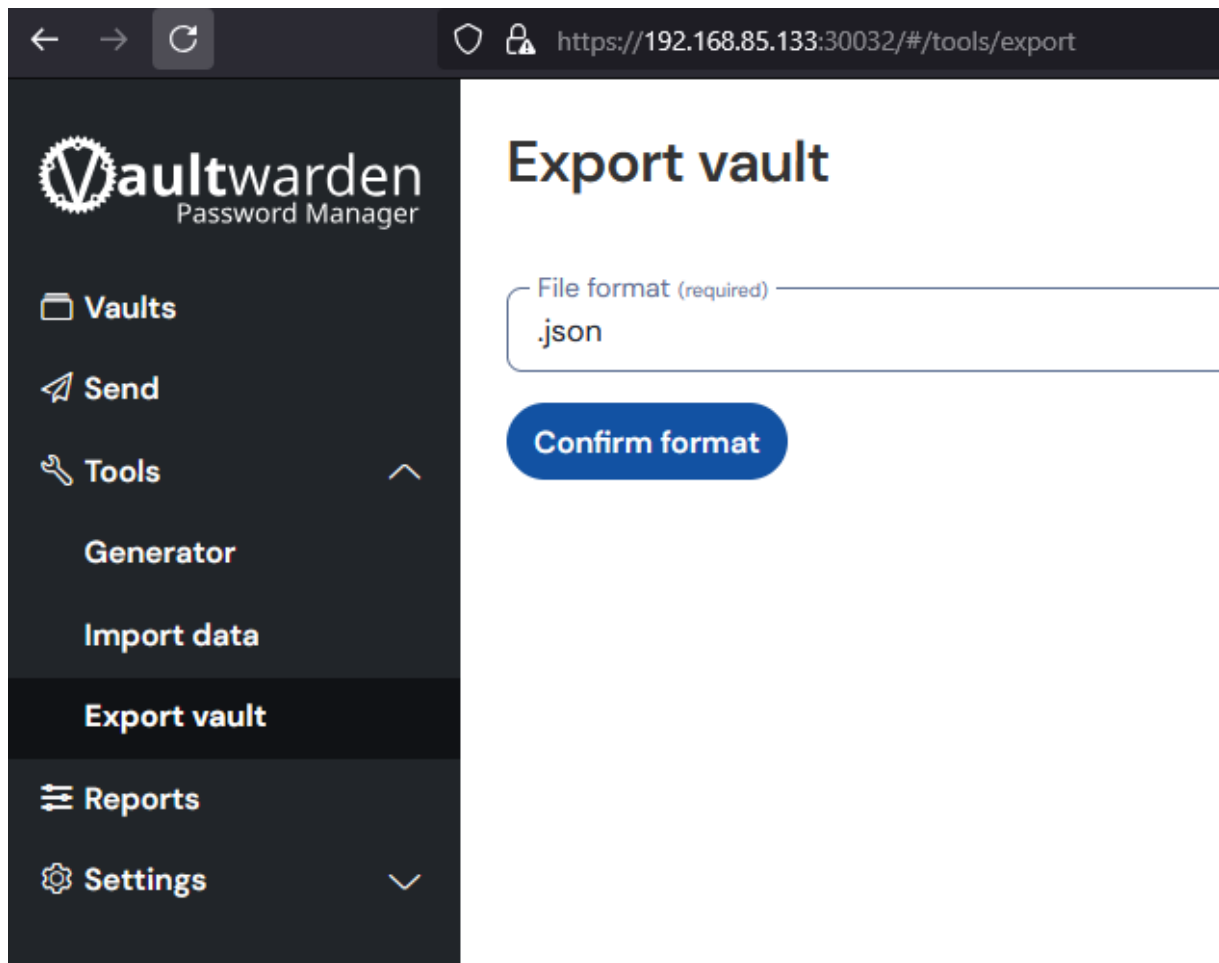 https://192.168.85.133:30032/#/tools/export
Vaultwarden
Password Manager
Vaults
Send
Tools
Generator
Import data
Export vault
Reports
Settings
Export vault
File format (required)
.json
Confirm format